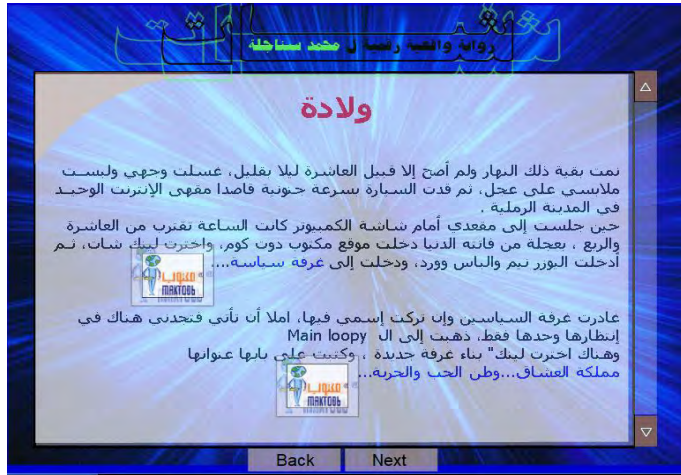 شات
رواية واقعية رقمية ل محمد سناجلة
ولادة
نمت بقية ذلك النهار ولم أصح إلا قبيل العاشرة ليلا بقليل، غسلت وجهي ولبست
ملابسي على عجل، ثم قدت السيارة بسرعة جنونية قاصدا مقهى الإنترنت الوحيد
في المدينة الرملية .
حين جلست إلى مقعدي أمام شاشة الكمبيوتر كانت الساعة تقترب من العاشرة
والربع ، بعجلة من فاتته الدنيا دخلت موقع مكتوب دوت كوم، واخترت لينك شات، ثم
أدخلت اليوزر نيم والباس وورد، ودخلت إلى غرفة سياسة....
مكتوب
MAKTOOb
غادرت غرفة السياسيين وإن تركت إسمي فيها، املا أن تأتي فتجدني هناك في
إنتظارها وحدها فقط، ذهبت إلى ال Main loopy
وهناك اخترت لينك" بناء غرفة جديدة ، وكتبت على بابها عنوانها
مملكة العشاق...وطن الحب والحرية...
مكتوب
MAKTOOb
Back
Next